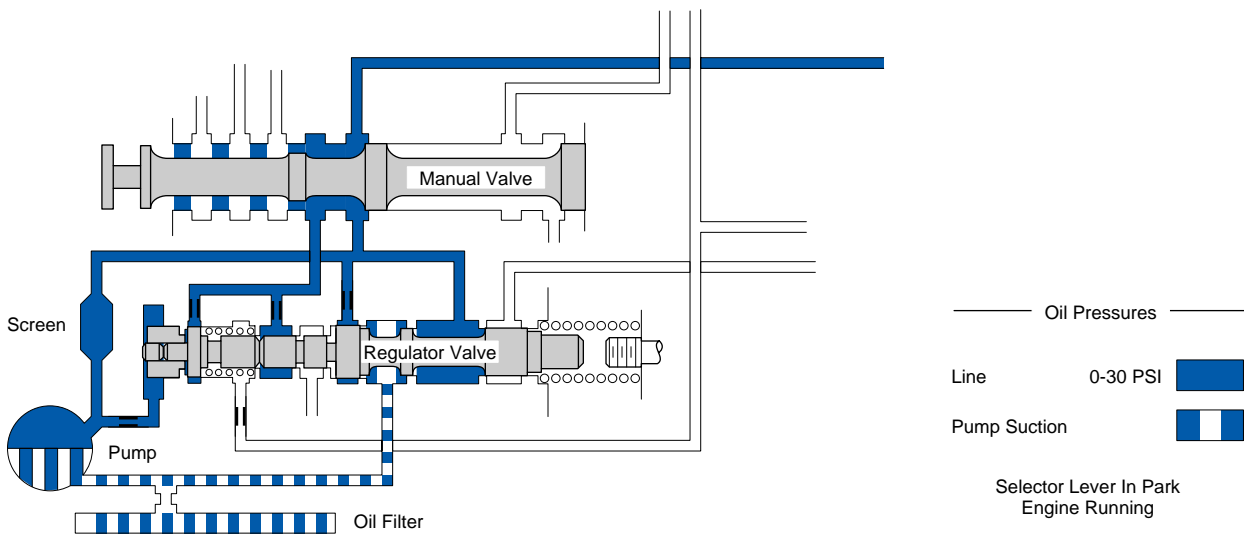 Manual Valve
Screen
Regulator Valve
Pump
Oil Filter
Oil Pressures
Line 0-30 PSI
Pump Suction
Selector Lever In Park
Engine Running